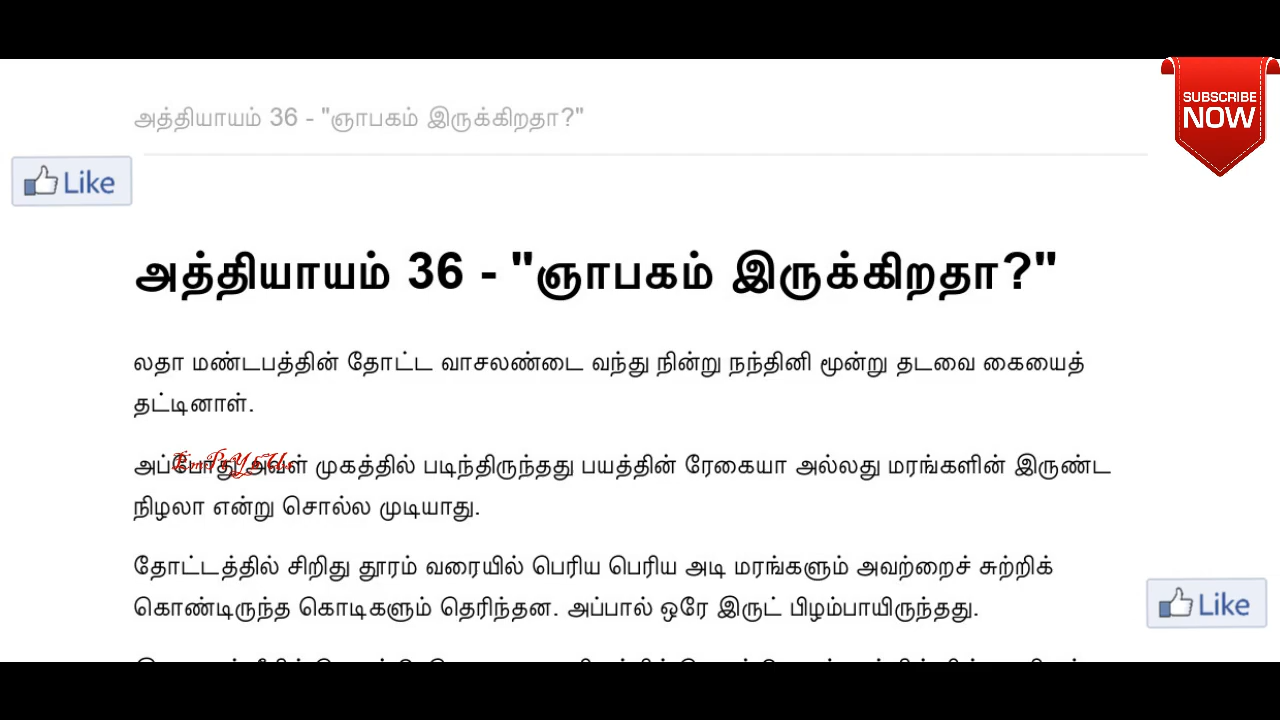 அத்தியாயம் 36 - "ஞாபகம் இருக்கிறதா?"
SUBSCRIBE
NOW
Like
அத்தியாயம் 36 - "ஞாபகம் இருக்கிறதா?"
லதா மண்டபத்தின் தோட்ட வாசலண்டை வந்து நின்று நந்தினி மூன்று தடவை கையைத்
தட்டினாள்.
அப்போது அவள் முகத்தில் படிந்திருந்தது பயத்தின் ரேகையா அல்லது மரங்களின் இருண்ட
நிழலா என்று சொல்ல முடியாது.
தோட்டத்தில் சிறிது தூரம் வரையில் பெரிய பெரிய அடி மரங்களும் அவற்றைச் சுற்றிக்
கொண்டிருந்த கொடிகளும் தெரிந்தன. அப்பால் ஒரே இருட் பிழம்பாயிருந்தது.
Like